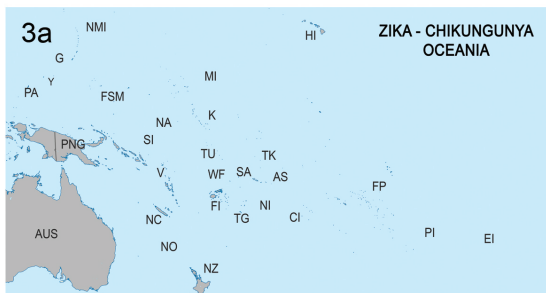 3a
ZIKA - CHIKUNGUNYA
OCEANIA
NMI
HI
G
Y
PA
FSM
MI
K
NA
SI
PNG
TU
TK
V
WF
SA
AS
FP
FI
NI
NC
TG
CI
AUS
NO
PI
EI
NZ